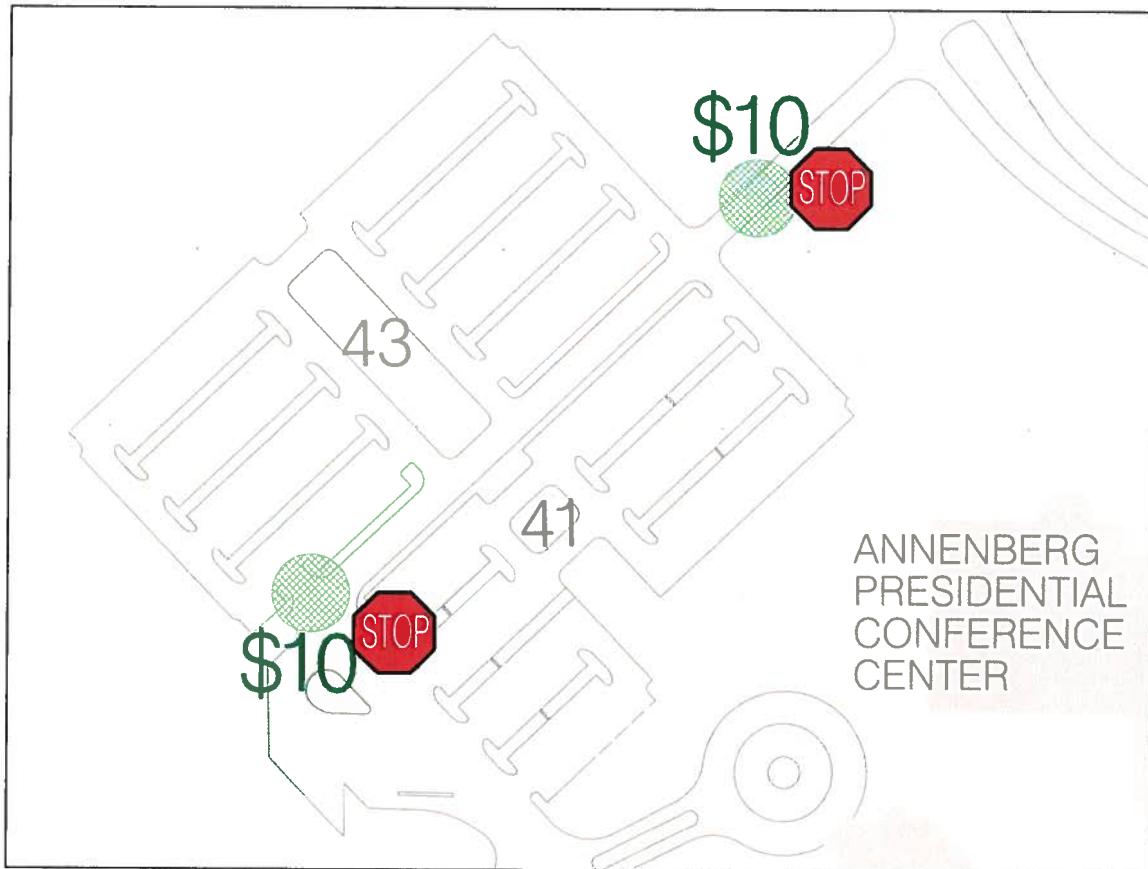 $10
STOP
43
41
ANNENBERG
PRESIDENTIAL
CONFERENCE
CENTER
STOP
$10